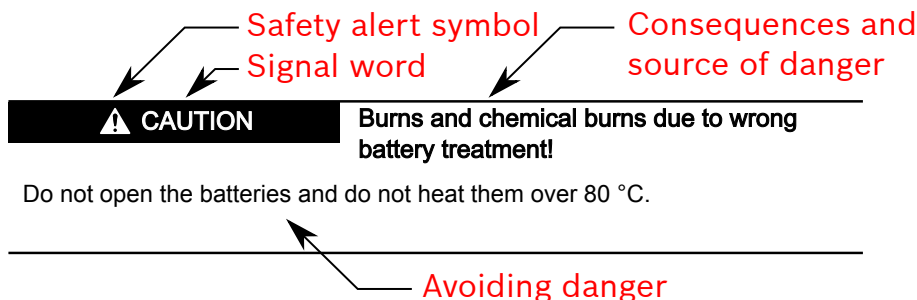 Safety alert symbol
Signal word
Consequences and
source of danger
CAUTION
Burns and chemical burns due to wrong
battery treatment!
Do not open the batteries and do not heat them over 80 °C.
Avoiding danger